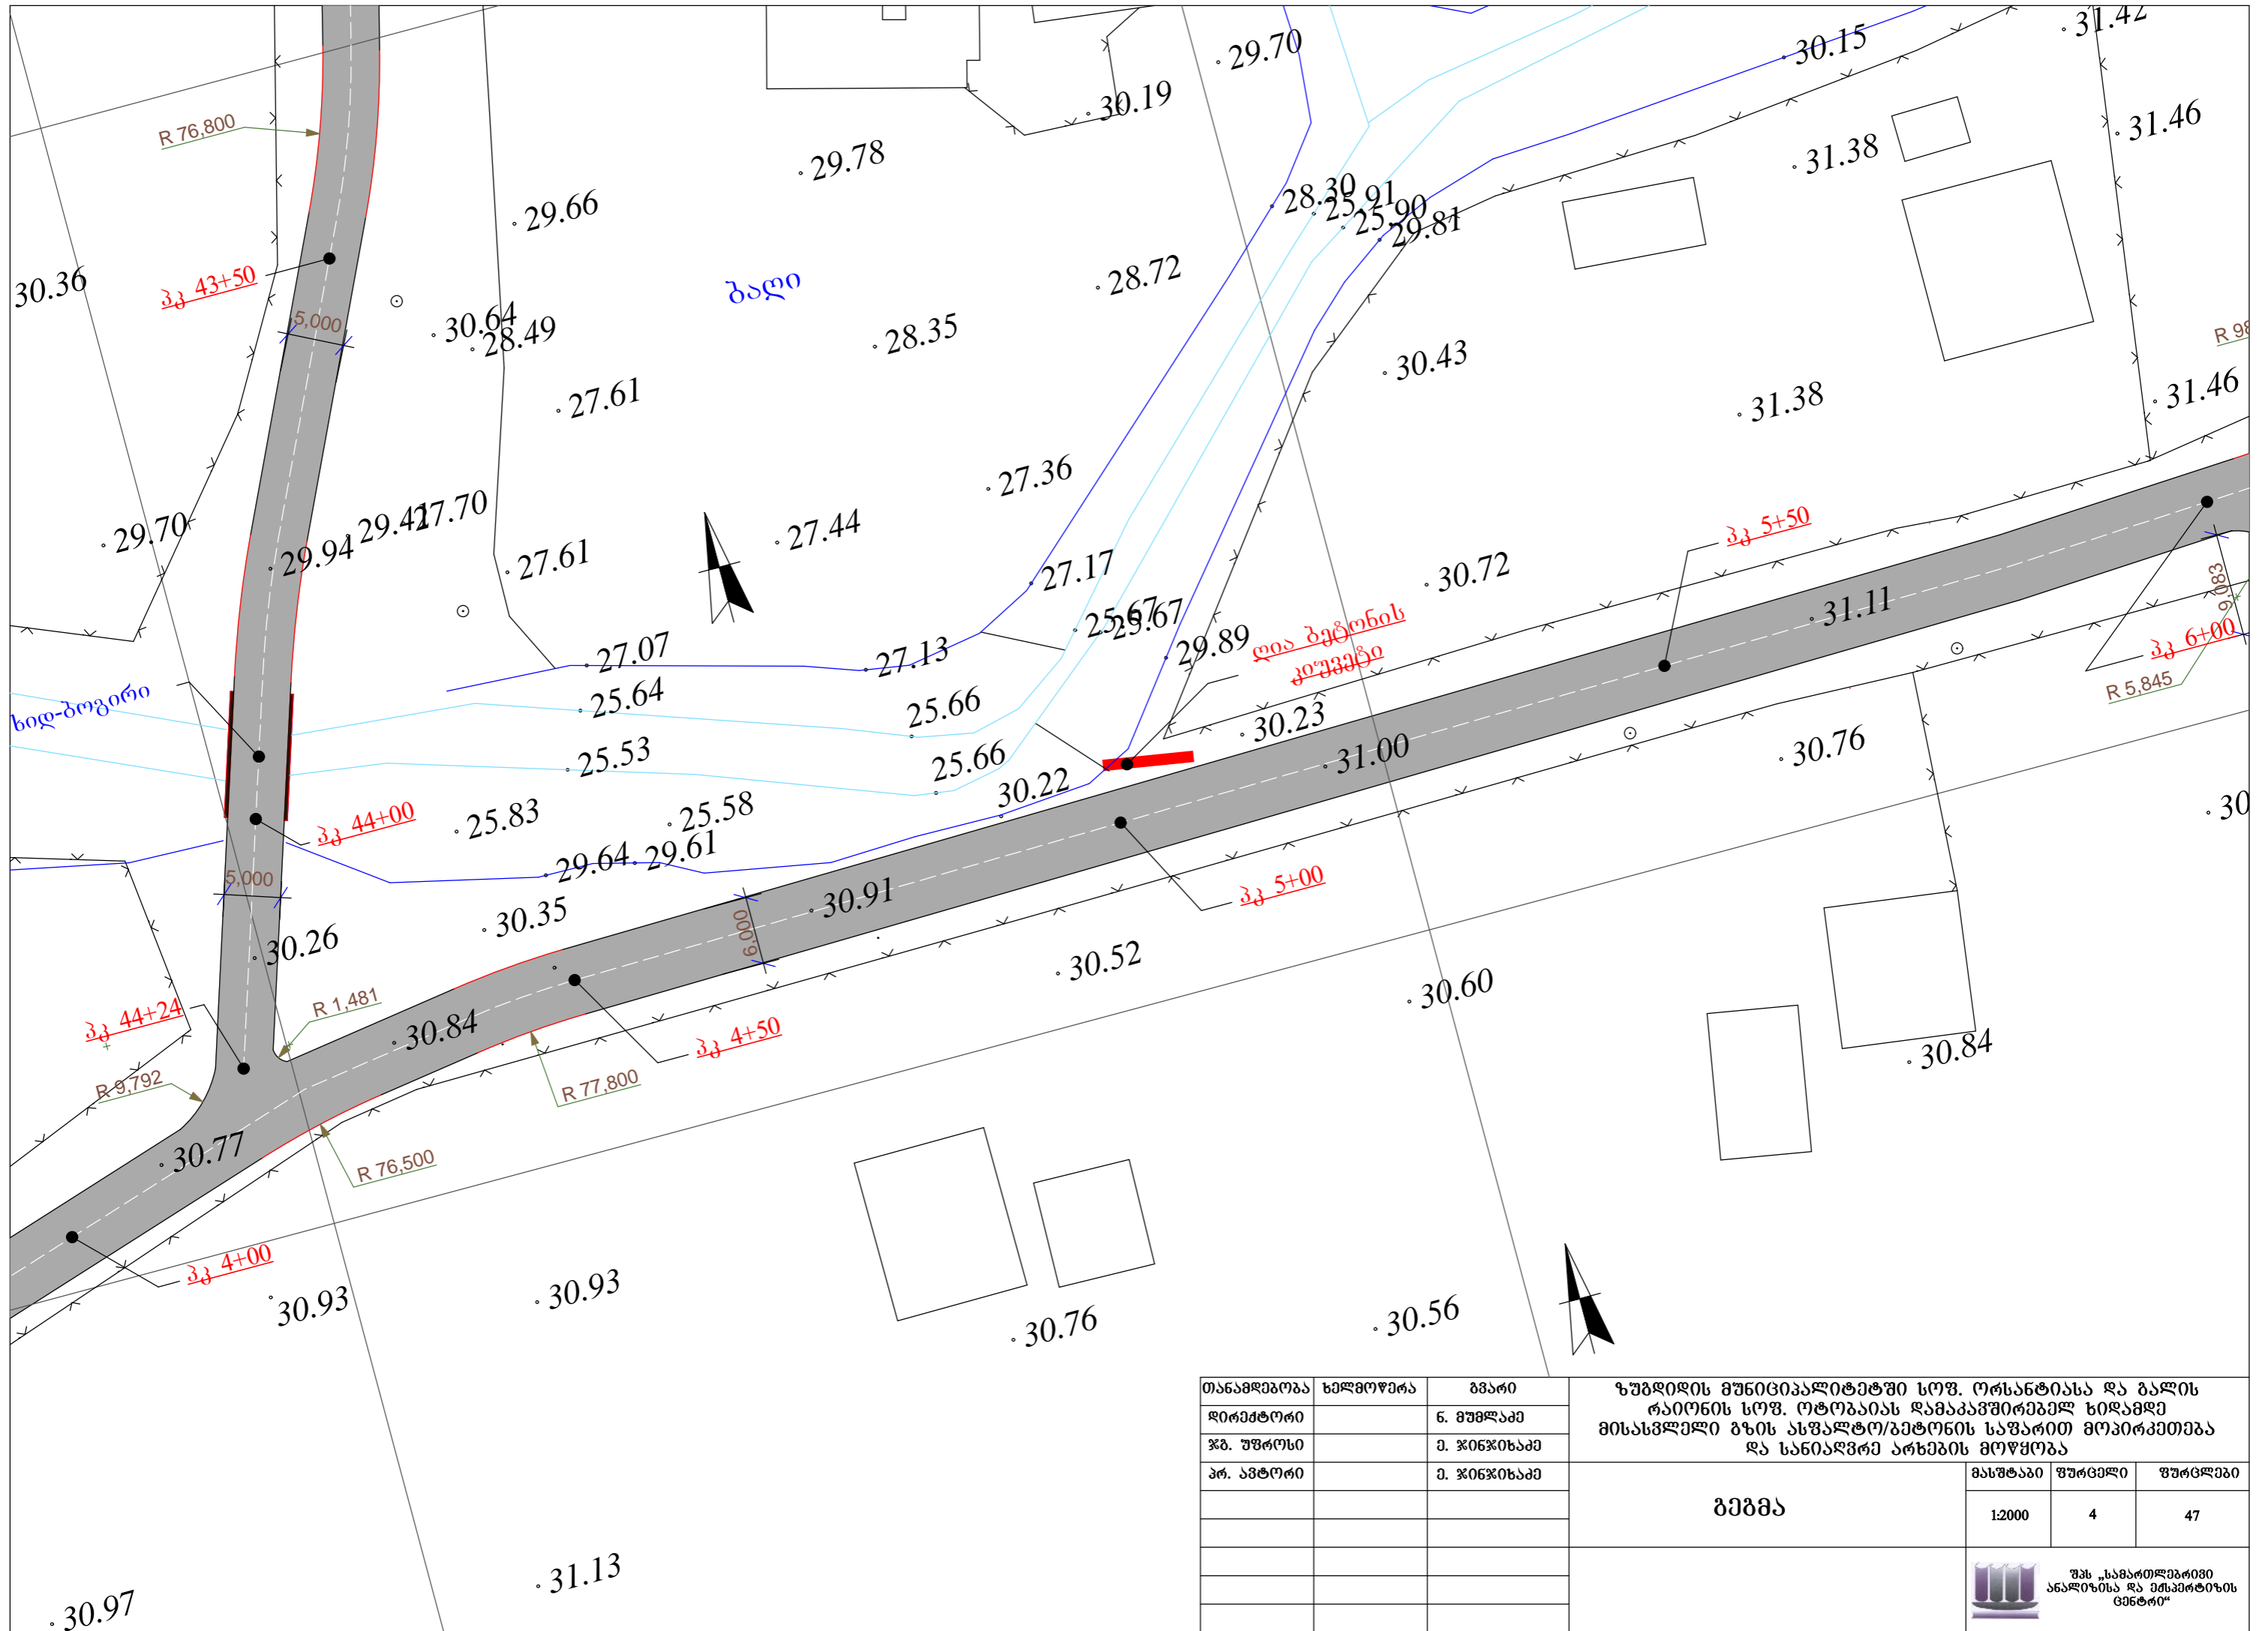 29.70
30.15
31.42
R 76,800
30.19
29.78
31.38
31.46
29.66
28.30
25.91
25.90
29.81
30.36
პკ 43+50
ბაღი
28.72
5,000
30.64
28.49
28.35
30.43
R 98
27.61
31.38
31.46
27.36
29.70
29.41
27.70
29.94
27.61
27.44
27.17
30.72
პკ 5+50
31.11
9,083
25.67
25.67
29.89
ღია ბეტონის
კიუვეტი
27.07
27.13
პკ 6+00
R 5,845
ხიდ-ბოგირი
25.64
25.66
30.23
31.00
30.76
25.53
25.66
30.22
პკ 44+00
25.83
25.58
30
29.64
29.61
5,000
30.91
პკ 5+00
6,000
30.35
30.26
30.52
30.60
პკ 44+24
R 1,481
30.84
პკ 4+50
30.84
R 9,792
R 77,800
30.77
R 76,500
პკ 4+00
30.93
30.93
30.76
30.56
31.13
30.97
თანამდებობა ხელმოწერა გვარი
დირექტორი ნ. მუმლაძე
ჯგ. უფროსი ე. ჯინჯიხაძე
პრ. ავტორი ე. ჯინჯიხაძე
ზუგდიდის მუნიციპალიტეტში სოფ. ორსანტიასა და გალის
რაიონის სოფ. ოტობაიას დამაკავშირებელ ხიდამდე
მისასვლელი გზის ასფალტო/ბეტონის საფარით მოპირკეთება
და სანიაღვრე არხების მოწყობა
გეგმა
მასშტაბი ფურცელი ფურცლები
1:2000 4 47
შპს „სამართლებრივი
ანალიზისა და ექსპერტიზის
ცენტრი“